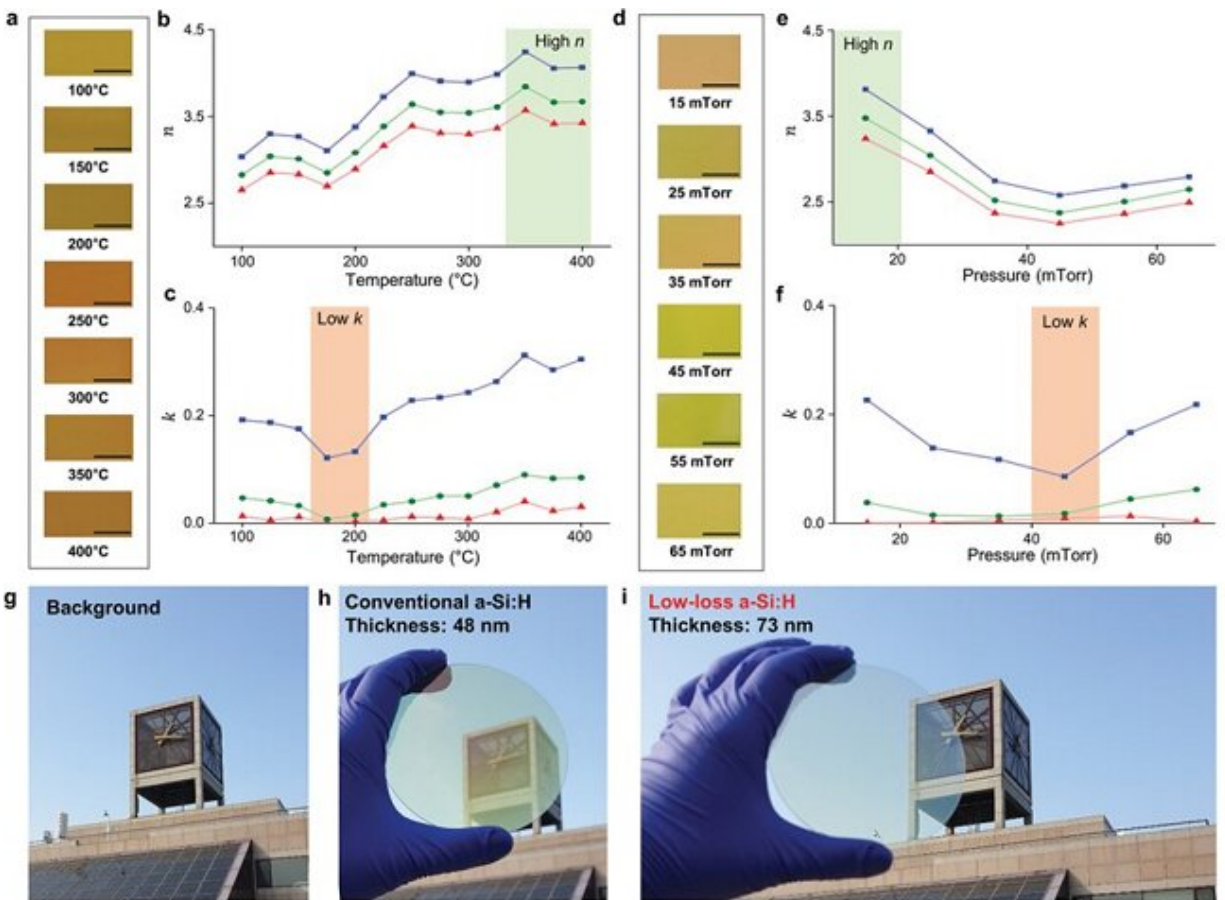 a
100°C
150°C
200°C
250°C
300°C
350°C
400°C
b
4.5
3.5
2.5
n
High n
100
200
300
400
Temperature (°C)
c
0.4
0.2
0.0
k
Low k
100
200
300
400
Temperature (°C)
d
15 mTorr
25 mTorr
35 mTorr
45 mTorr
55 mTorr
65 mTorr
e
4.5
3.5
2.5
n
High n
20
40
60
Pressure (mTorr)
f
0.4
0.2
0.0
k
Low k
20
40
60
Pressure (mTorr)
g
Background
h
Conventional a-Si:H
Thickness: 48 nm
i
Low-loss a-Si:H
Thickness: 73 nm